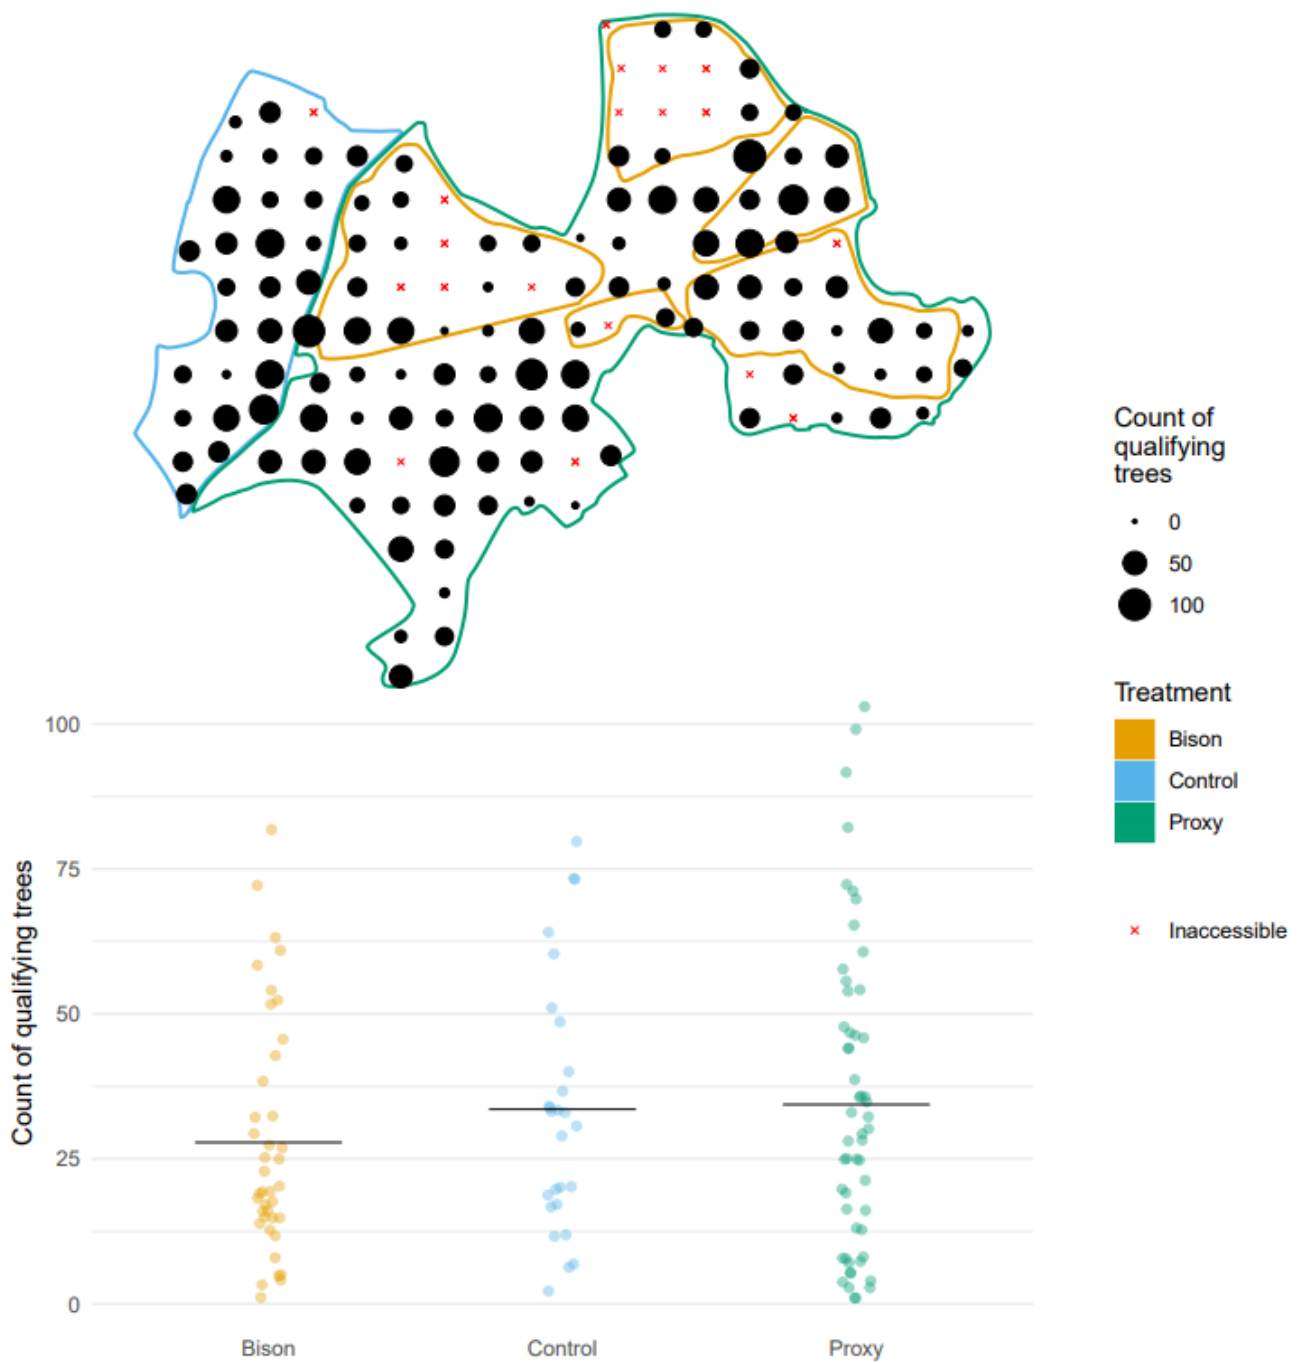 Count of
qualifying
trees
0
50
100
Treatment
Bison
Control
Proxy
Inaccessible
Count of qualifying trees
100
75
50
25
0
Bison Control Proxy